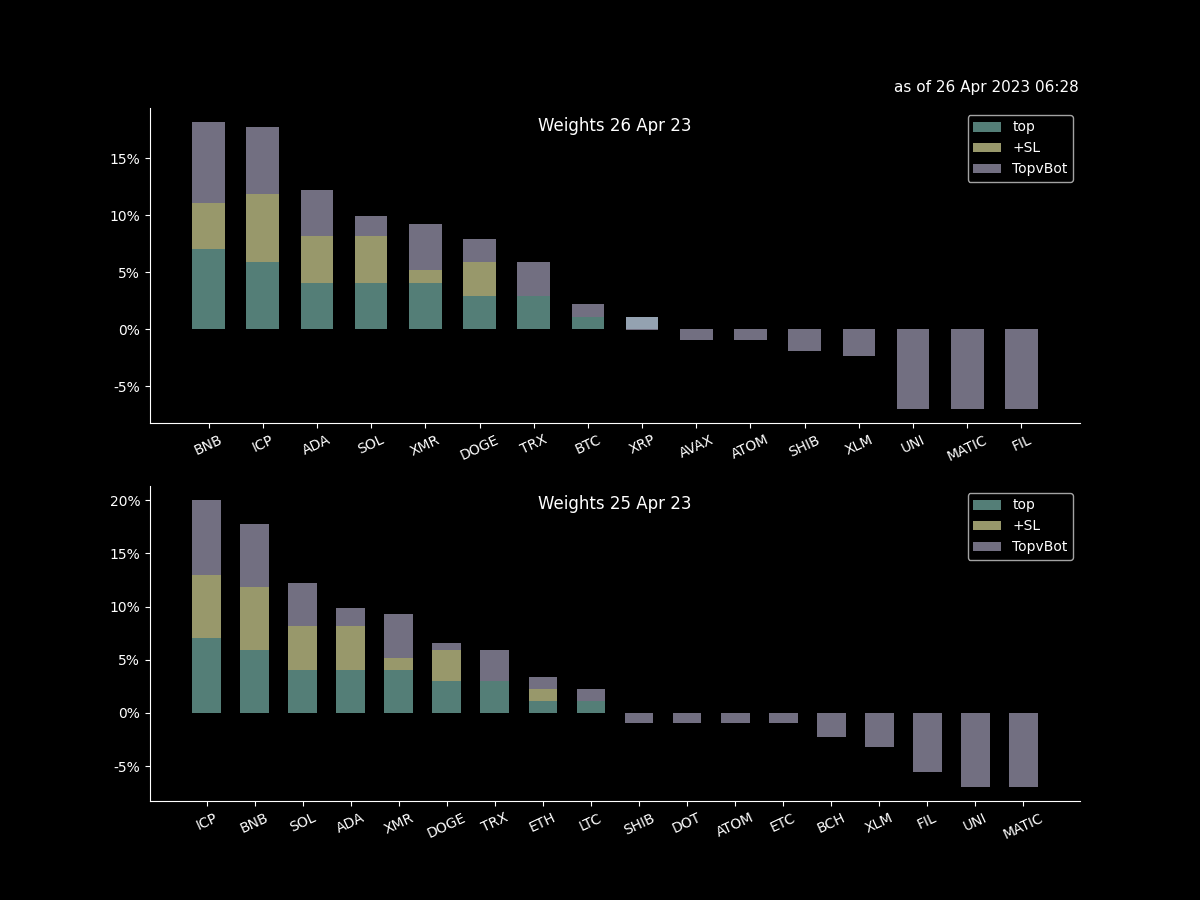 as of 26 Apr 2023 06:28
Weights 26 Apr 23
top
+SL
TopvBot
15%
10%
5%
0%
-5%
BNB ICP ADA SOL XMR DOGE TRX BTC XRP AVAX ATOM SHIB XLM UNI MATIC FIL
Weights 25 Apr 23
top
+SL
TopvBot
20%
15%
10%
5%
0%
-5%
ICP BNB SOL ADA XMR DOGE TRX ETH LTC SHIB DOT ATOM ETC BCH XLM FIL UNI MATIC